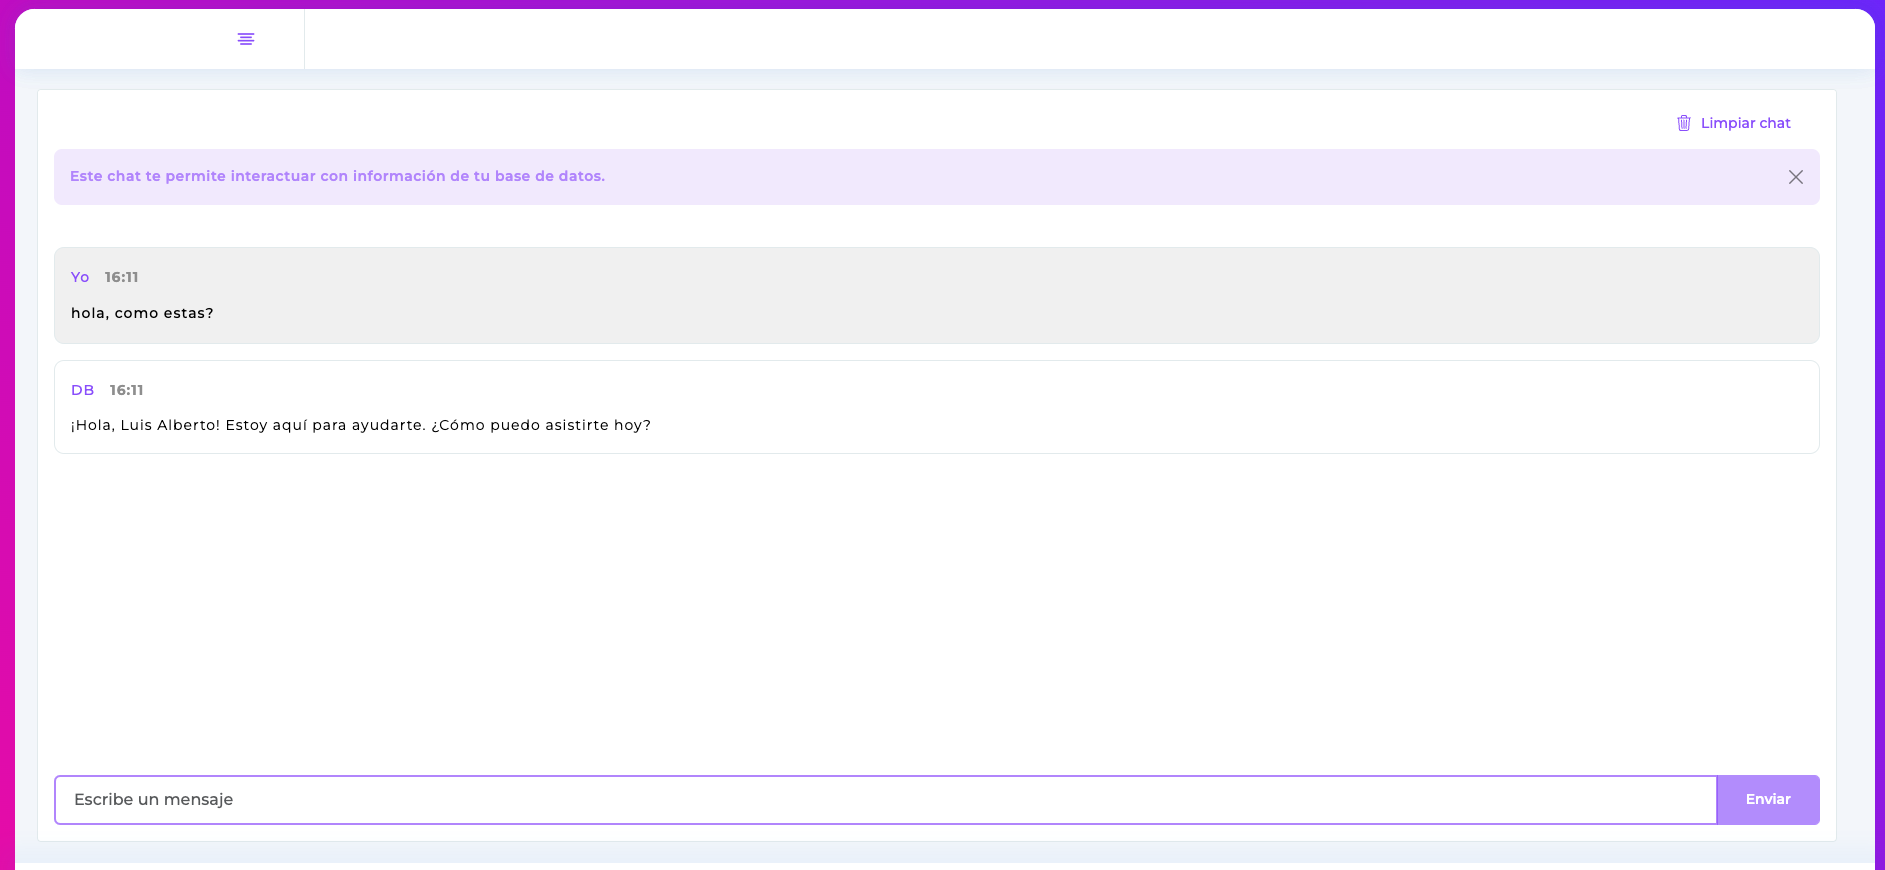 Limpiar chat
Este chat te permite interactuar con información de tu base de datos.
Yo 16:11
hola, como estas?
DB 16:11
¡Hola, Luis Alberto! Estoy aquí para ayudarte. ¿Cómo puedo asistirte hoy?
Escribe un mensaje
Enviar